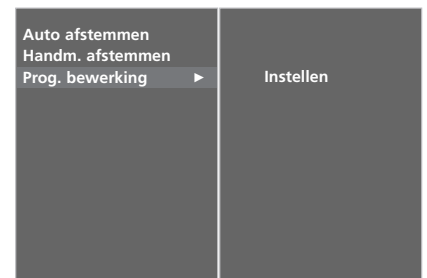 Auto afstemmen
Handm. afstemmen
Prog. bewerking ►
Instellen